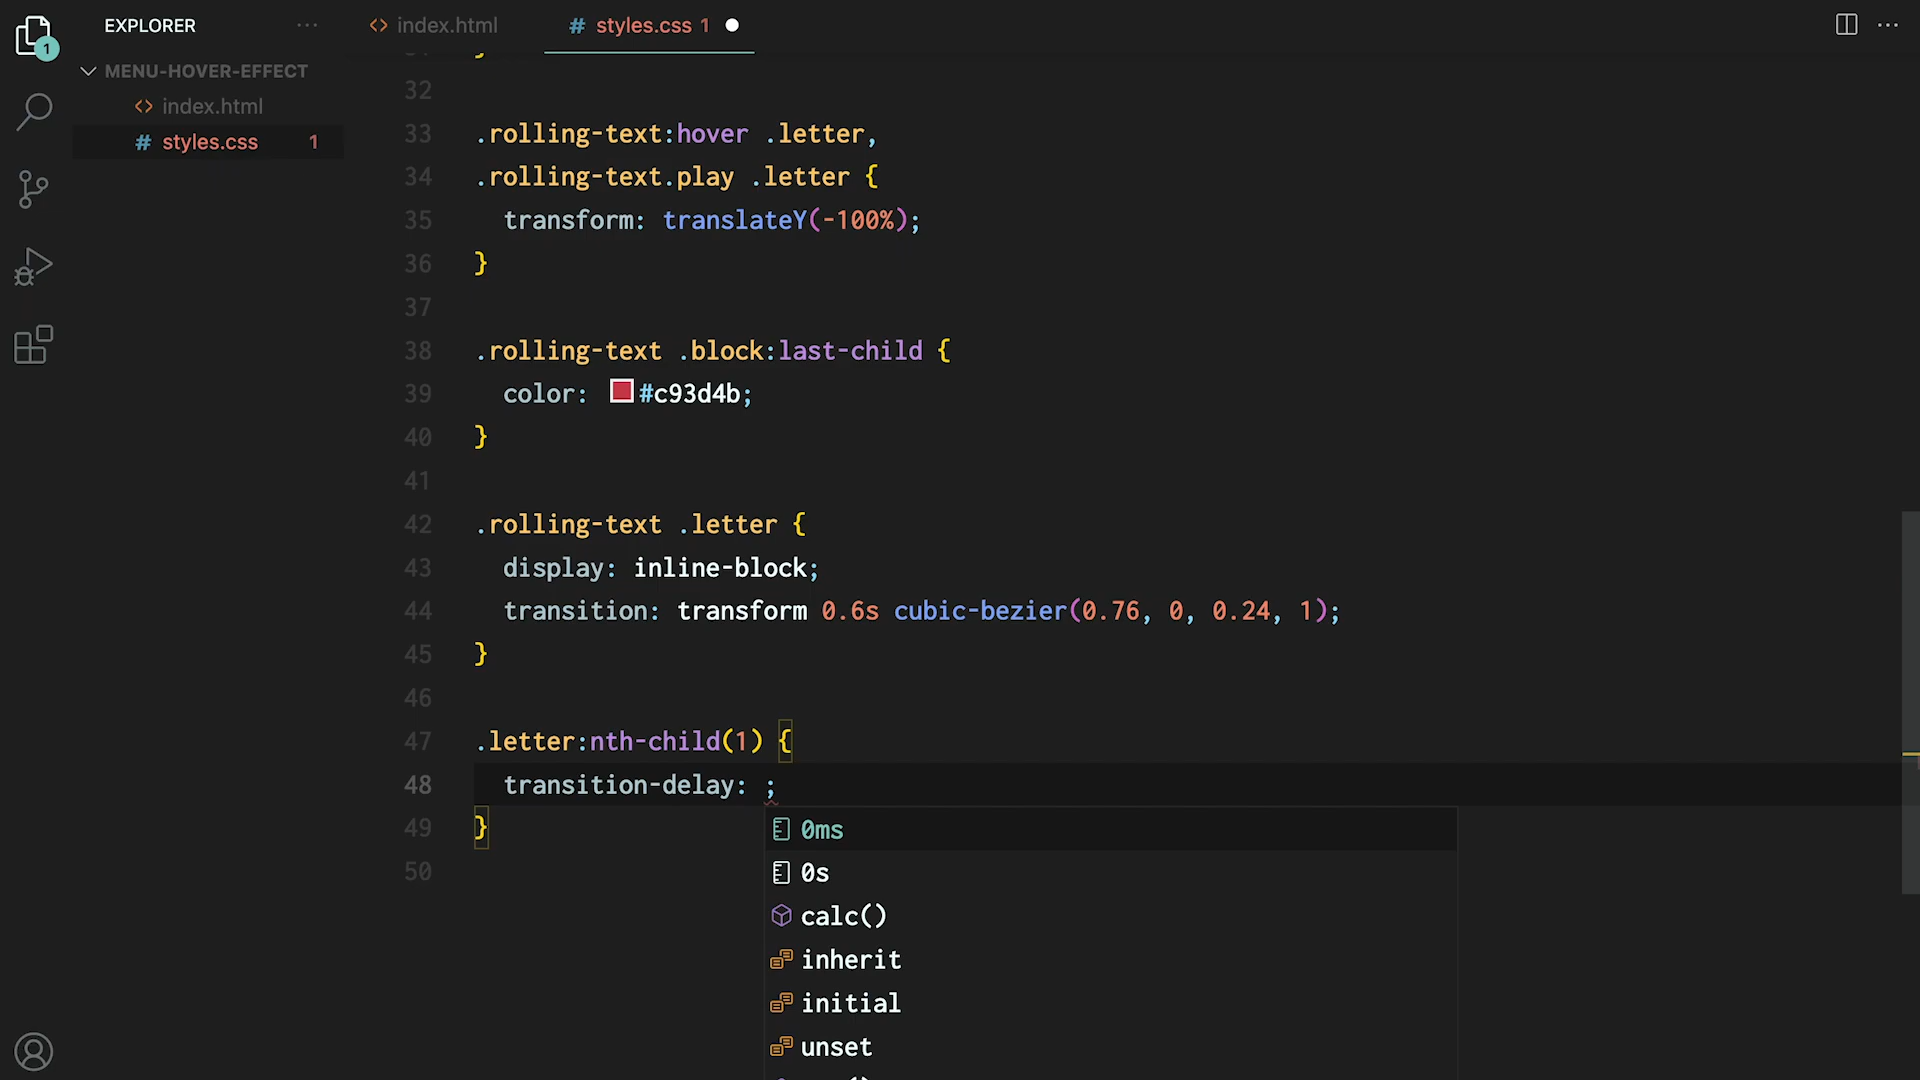 EXPLORER
MENU-HOVER-EFFECT
<> index.html
# styles.css 1
1
<> index.html
# styles.css 1
32
33 .rolling-text:hover .letter,
34 .rolling-text.play .letter {
35 transform: translateY(-100%);
36 }
37
38 .rolling-text .block:last-child {
39 color: #c93d4b;
40 }
41
42 .rolling-text .letter {
43 display: inline-block;
44 transition: transform 0.6s cubic-bezier(0.76, 0, 0.24, 1);
45 }
46
47 .letter:nth-child(1) {
48 transition-delay: ;
49 }
50
0ms
0s
calc()
inherit
initial
unset